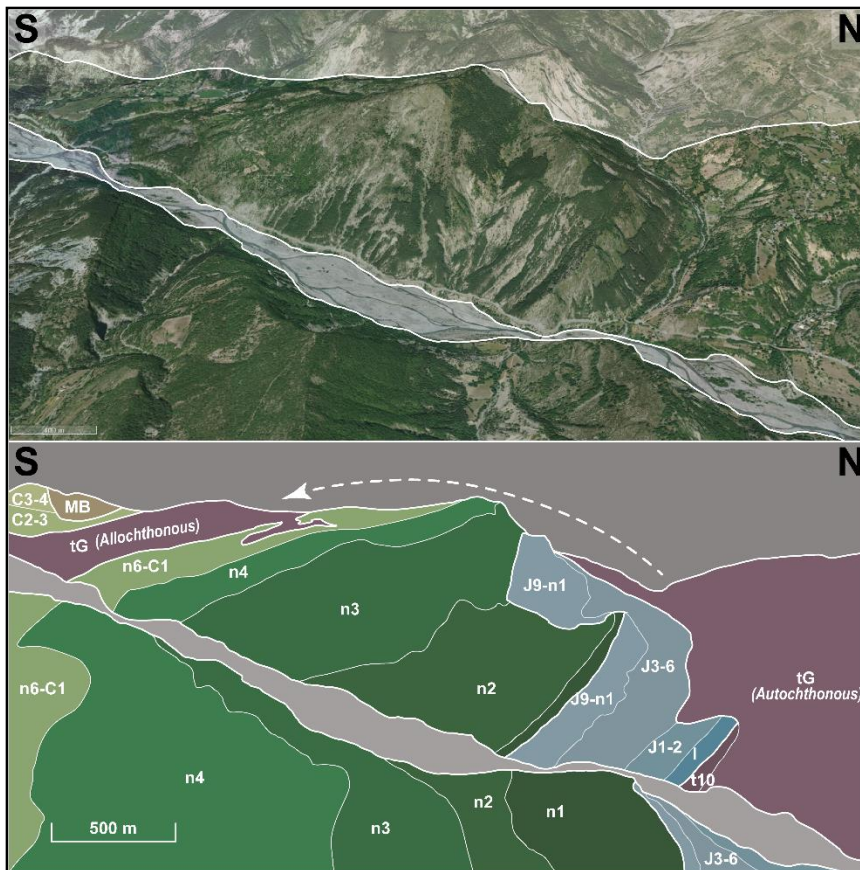 S
N
S
N
C3-4
MB
C2-3
tG (Allochthonous)
n6-C1
n4
n3
J9-n1
J3-6
n2
J9-n1
tG
(Autochthonous)
n6-C1
J1-2
l
t10
n4
n2
n1
n3
J3-6
500 m